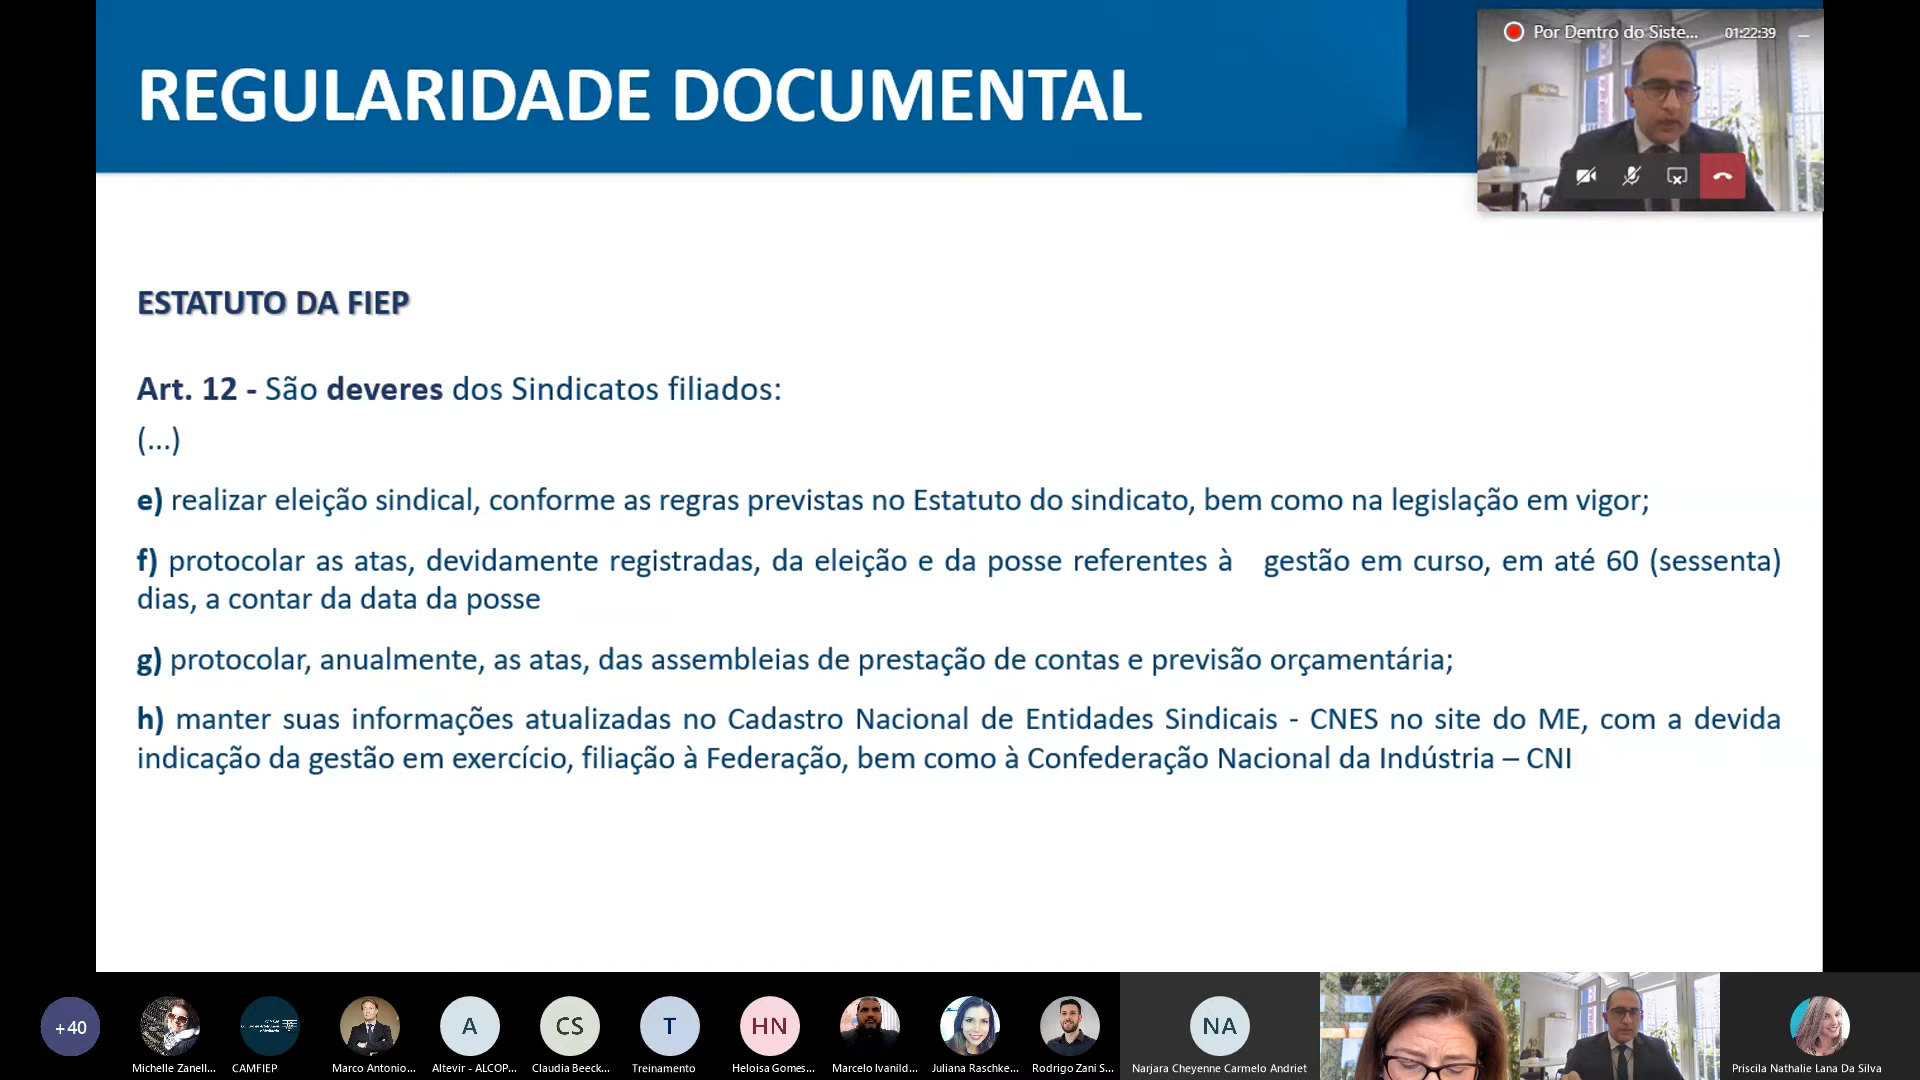 REGULARIDADE DOCUMENTAL
Por Dentro do Siste...
01:22:39
ESTATUTO DA FIEP
Art. 12 - São deveres dos Sindicatos filiados:
(...)
e) realizar eleição sindical, conforme as regras previstas no Estatuto do sindicato, bem como na legislação em vigor;
f) protocolar as atas, devidamente registradas, da eleição e da posse referentes à gestão em curso, em até 60 (sessenta)
dias, a contar da data da posse
g) protocolar, anualmente, as atas, das assembleias de prestação de contas e previsão orçamentária;
h) manter suas informações atualizadas no Cadastro Nacional de Entidades Sindicais - CNES no site do ME, com a devida
indicação da gestão em exercício, filiação à Federação, bem como à Confederação Nacional da Indústria – CNI
+40
A
CS
T
HN
NA
Michelle Zanell...
CAMFIEP
Marco Antonio...
Altevir - ALCOP...
Claudia Beeck...
Treinamento
Heloisa Gomes...
Marcelo Ivanild...
Juliana Raschke...
Rodrigo Zani S...
Narjara Cheyenne Carmelo Andriet
Priscila Nathalie Lana Da Silva